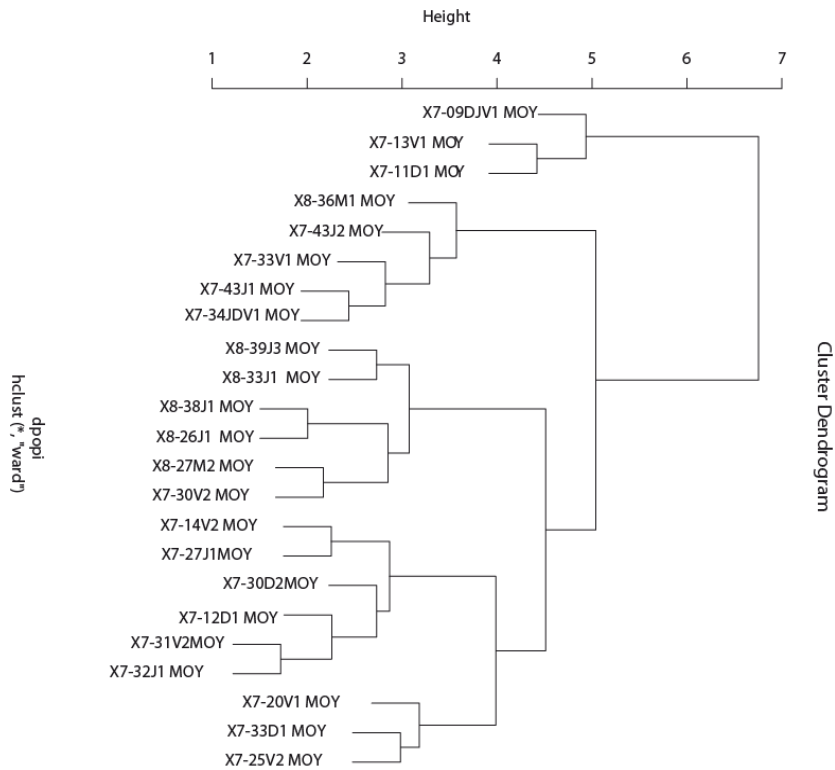 Height
1 2 3 4 5 6 7
X7-09DJV1 MOY
X7-13V1 MOY
X7-11D1 MOY
X8-36M1 MOY
X7-43J2 MOY
X7-33V1 MOY
X7-43J1 MOY
X7-34JDV1 MOY
X8-39J3 MOY
X8-33J1 MOY
X8-38J1 MOY
X8-26J1 MOY
X8-27M2 MOY
X7-30V2 MOY
X7-14V2 MOY
X7-27J1MOY
X7-30D2MOY
X7-12D1 MOY
X7-31V2MOY
X7-32J1 MOY
X7-20V1 MOY
X7-33D1 MOY
X7-25V2 MOY
Cluster Dendrogram
dpopi
hclust (*, "ward")